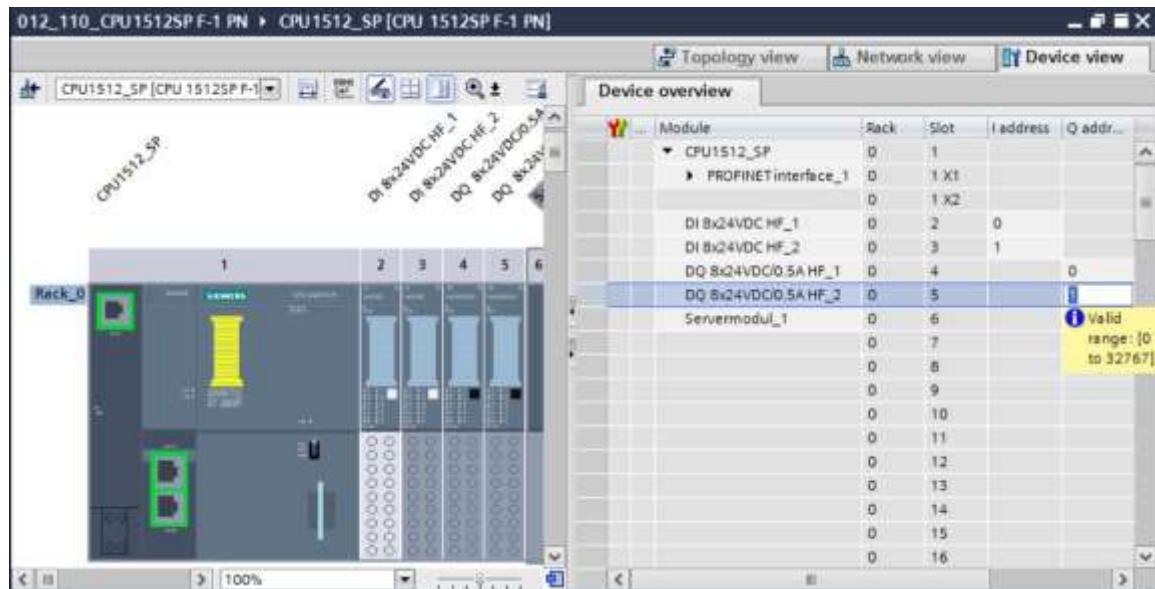 012_110_CPU1512SP F-1 PN ▸ CPU1512_SP [CPU 1512SP F-1 PN]
Topology view Network view Device view
CPU1512_SP [CPU 1512SP F-1
Device overview
... Module Rack Slot I address Q addr...
CPU1512_SP 0 1
PROFINET interface_1 0 1 X1
0 1 X2
DI 8x24VDC HF_1 0 2 0
DI 8x24VDC HF_2 0 3 1
DQ 8x24VDC/0.5A HF_1 0 4 0
DQ 8x24VDC/0.5A HF_2 0 5 1
Servermodul_1 0 6
0 7
0 8
0 9
0 10
0 11
0 12
0 13
0 14
0 15
0 16
Valid
range: [0
to 32767]
CPU1512_SP
DI 8x24VDC HF_1
DI 8x24VDC HF_2
DQ 8x24VDC/0.5A
DQ 8x24V
1 2 3 4 5 6
Rack_0
SIEMENS
100%